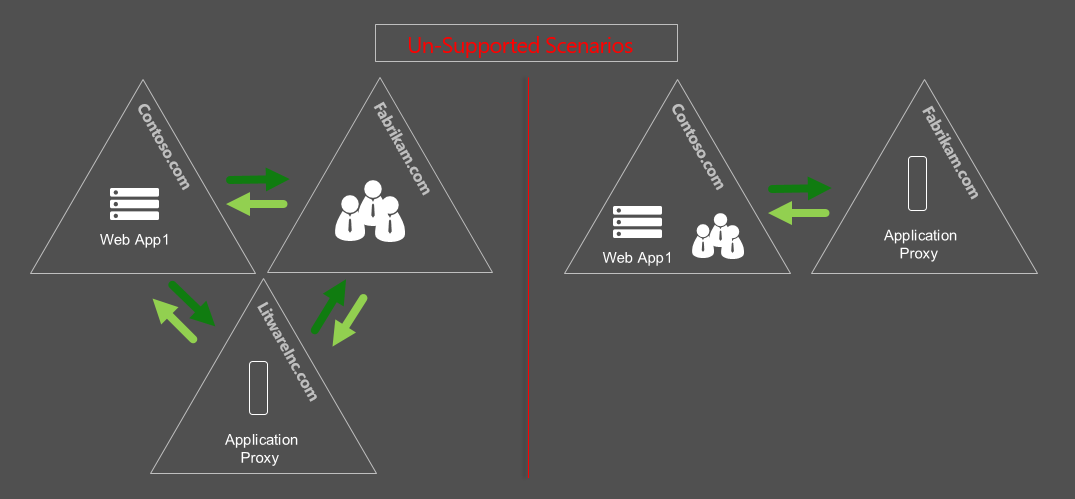 Un-Supported Scenarios
Contoso.com
Web App1
Fabrikam.com
LitwareInc.com
Application
Proxy
Contoso.com
Web App1
Fabrikam.com
Application
Proxy